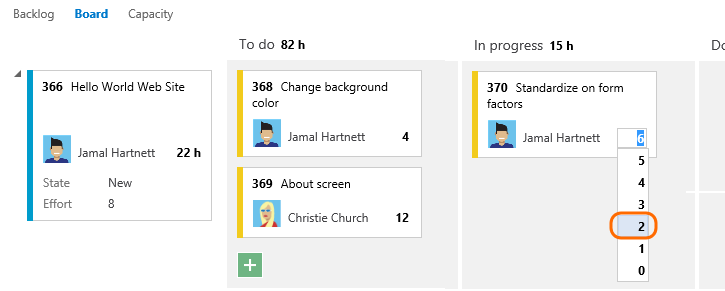 Backlog Board Capacity
To do 82 h
In progress 15 h
Do
366 Hello World Web Site
Jamal Hartnett 22 h
State New
Effort 8
368 Change background
color
Jamal Hartnett 4
369 About screen
Christie Church 12
370 Standardize on form
factors
Jamal Hartnett 6
5
4
3
2
1
0